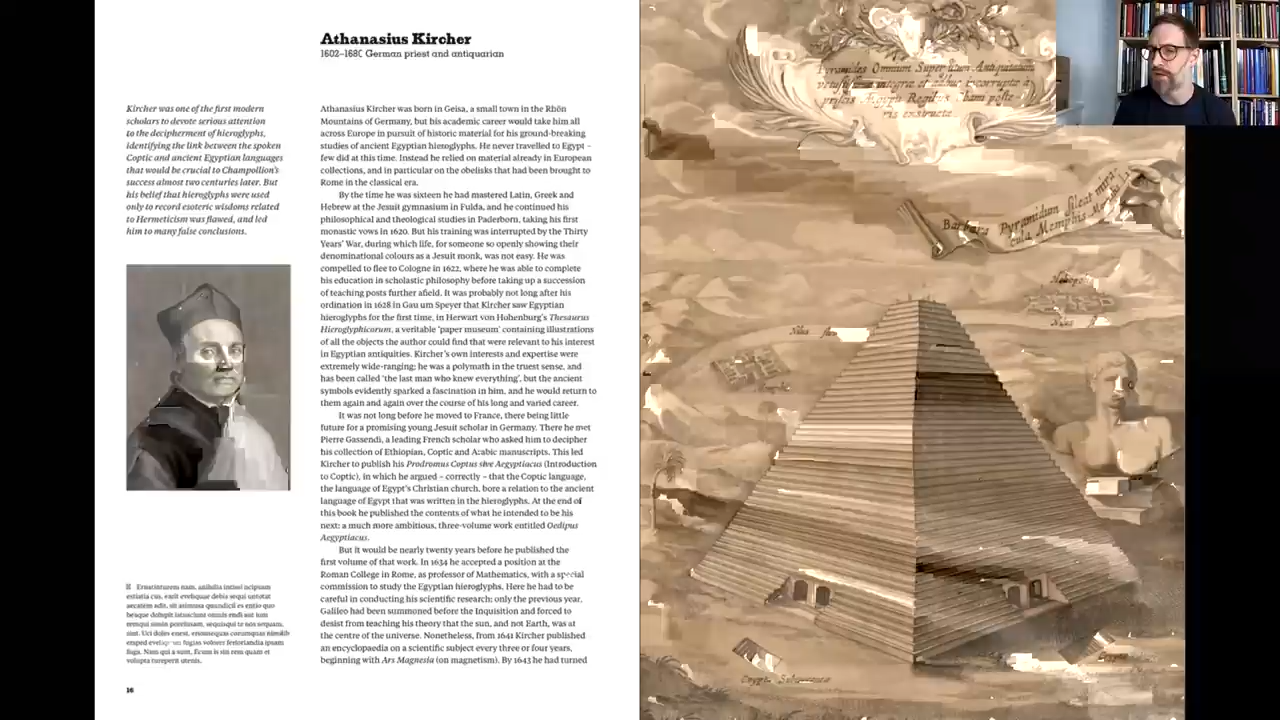 Athanasius Kircher
1602–1680 German priest and antiquarian
Kircher was one of the first modern
scholars to devote serious attention
to the decipherment of hieroglyphs,
identifying the link between the spoken
Coptic and ancient Egyptian languages
that would be crucial to Champollion's
success almost two centuries later. But
his belief that hieroglyphs were used
only to record esoteric wisdoms related
to Hermeticism was flawed, and led
him to many false conclusions.
Athanasius Kircher was born in Geisa, a small town in the Rhön
Mountains of Germany, but his academic career would take him all
across Europe in pursuit of historic material for his ground-breaking
studies of ancient Egyptian hieroglyphs. He never travelled to Egypt –
few did at this time. Instead he relied on material already in European
collections, and in particular on the obelisks that had been brought to
Rome in the classical era.
By the time he was sixteen he had mastered Latin, Greek and
Hebrew at the Jesuit gymnasium in Fulda, and he continued his
philosophical and theological studies in Paderborn, taking his first
monastic vows in 1620. But his training was interrupted by the Thirty
Years' War, during which life, for someone so openly showing their
denominational colours as a Jesuit monk, was not easy. He was
compelled to flee to Cologne in 1622, where he was able to complete
his education in scholastic philosophy before taking up a succession
of teaching posts further afield. It was probably not long after his
ordination in 1628 in Gau um Speyer that Kircher saw Egyptian
hieroglyphs for the first time, in Herwart von Hohenburg's Thesaurus
Hieroglyphicorum, a veritable 'paper museum' containing illustrations
of all the objects the author could find that were relevant to his interest
in Egyptian antiquities. Kircher's own interests and expertise were
extremely wide-ranging; he was a polymath in the truest sense, and
has been called 'the last man who knew everything', but the ancient
symbols evidently sparked a fascination in him, and he would return to
them again and again over the course of his long and varied career.
It was not long before he moved to France, there being little
future for a promising young Jesuit scholar in Germany. There he met
Pierre Gassendi, a leading French scholar who asked him to decipher
his collection of Ethiopian, Coptic and Arabic manuscripts. This led
Kircher to publish his Prodromus Coptus sive Aegyptiacus (Introduction
to Coptic), in which he argued – correctly – that the Coptic language,
the language of Egypt's Christian church, bore a relation to the ancient
language of Egypt that was written in the hieroglyphs. At the end of
this book he published the contents of what he intended to be his
next: a much more ambitious, three-volume work entitled Oedipus
Aegyptiacus.
But it would be nearly twenty years before he published the
first volume of that work. In 1634 he accepted a position at the
Roman College in Rome, as professor of Mathematics, with a special
commission to study the Egyptian hieroglyphs. Here he had to be
careful in conducting his scientific research: only the previous year,
Galileo had been summoned before the Inquisition and forced to
desist from teaching his theory that the sun, and not Earth, was at
the centre of the universe. Nonetheless, from 1641 Kircher published
an encyclopaedia on a scientific subject every three or four years,
beginning with Ars Magnesia (on magnetism). By 1643 he had turned
16
Pyramides Omnium
integræ et adhuc
Barbara Pyramidum sileat
Memphis
Nilus